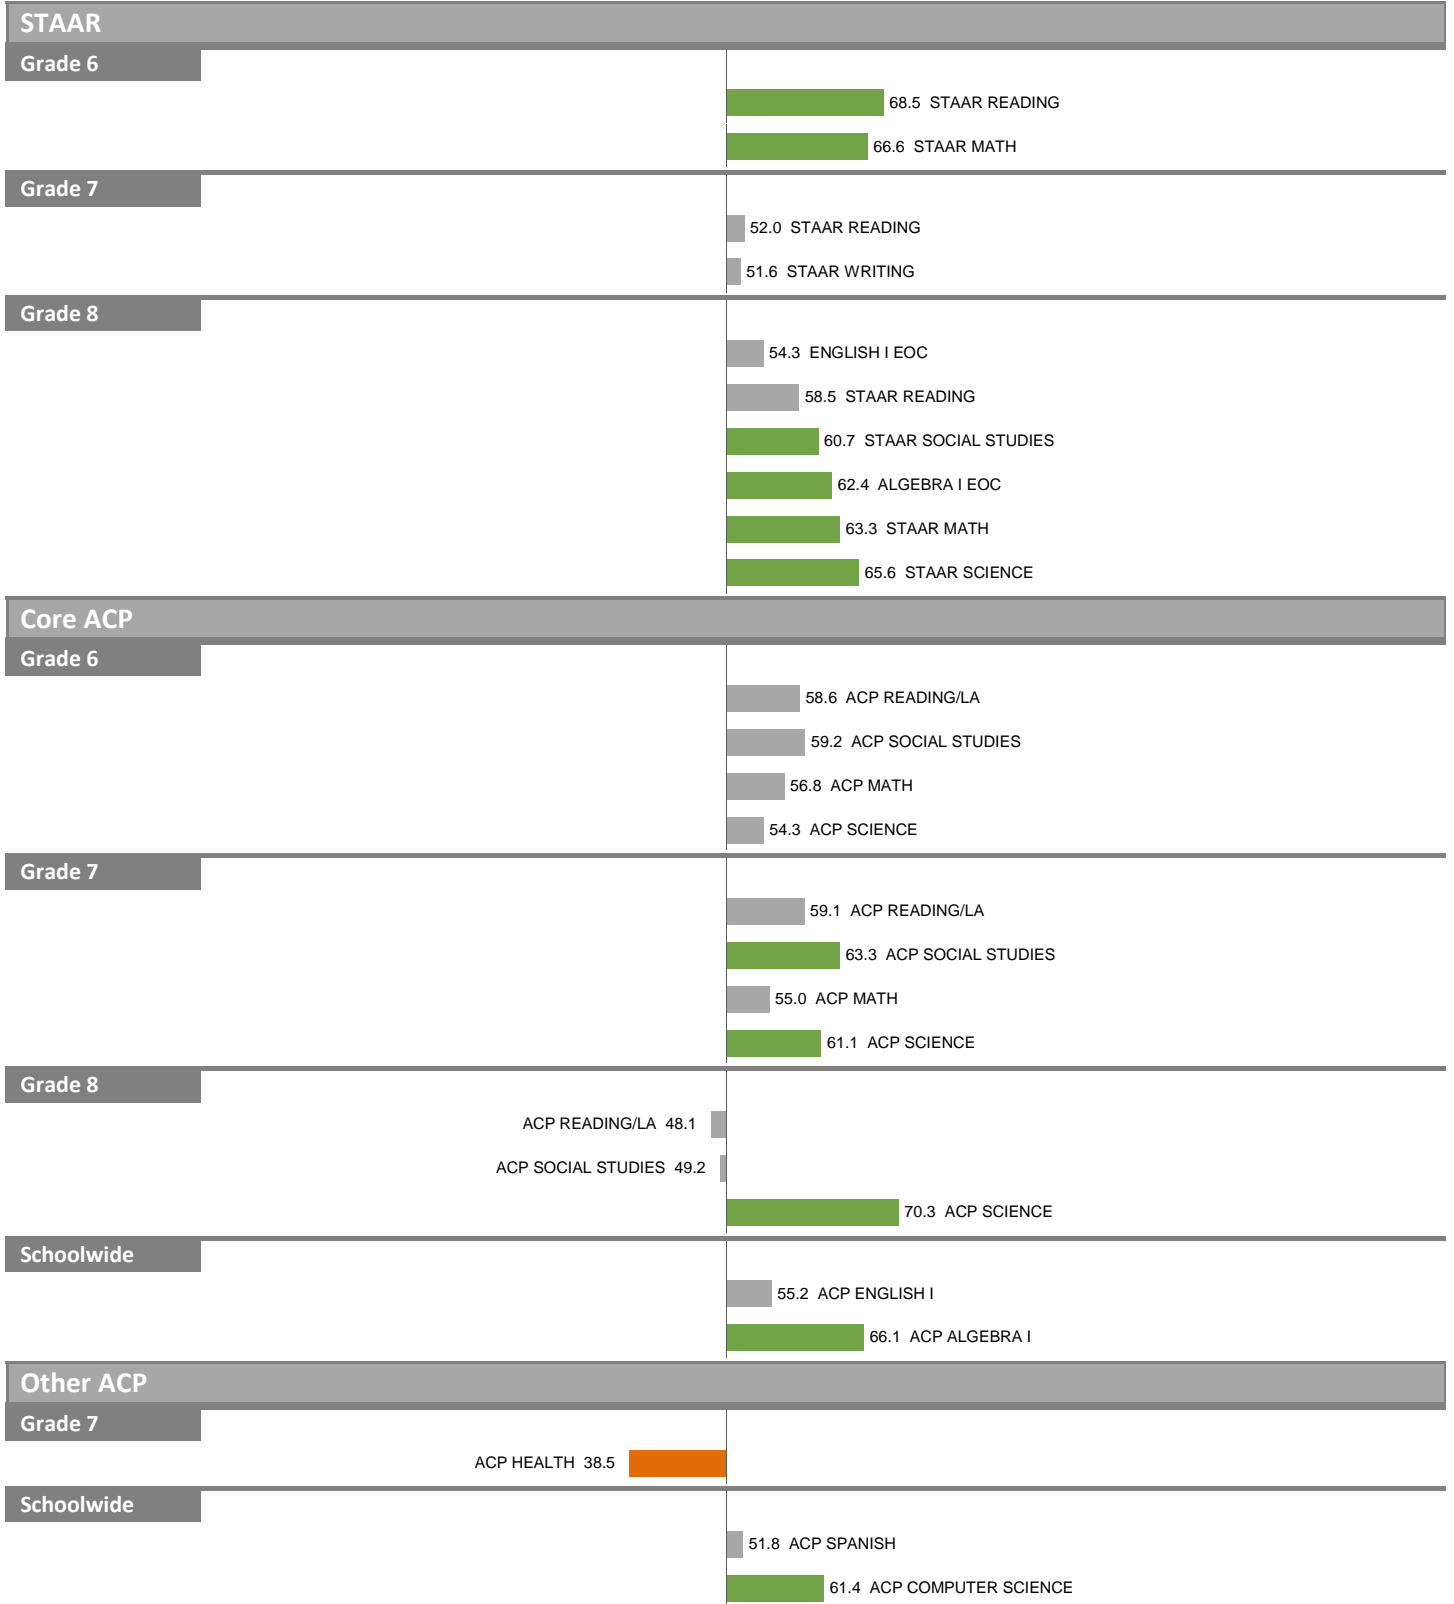 STAAR
Grade 6
68.5 STAAR READING
66.6 STAAR MATH
Grade 7
52.0 STAAR READING
51.6 STAAR WRITING
Grade 8
54.3 ENGLISH I EOC
58.5 STAAR READING
60.7 STAAR SOCIAL STUDIES
62.4 ALGEBRA I EOC
63.3 STAAR MATH
65.6 STAAR SCIENCE
Core ACP
Grade 6
58.6 ACP READING/LA
59.2 ACP SOCIAL STUDIES
56.8 ACP MATH
54.3 ACP SCIENCE
Grade 7
59.1 ACP READING/LA
63.3 ACP SOCIAL STUDIES
55.0 ACP MATH
61.1 ACP SCIENCE
Grade 8
ACP READING/LA 48.1
ACP SOCIAL STUDIES 49.2
70.3 ACP SCIENCE
Schoolwide
55.2 ACP ENGLISH I
66.1 ACP ALGEBRA I
Other ACP
Grade 7
ACP HEALTH 38.5
Schoolwide
51.8 ACP SPANISH
61.4 ACP COMPUTER SCIENCE